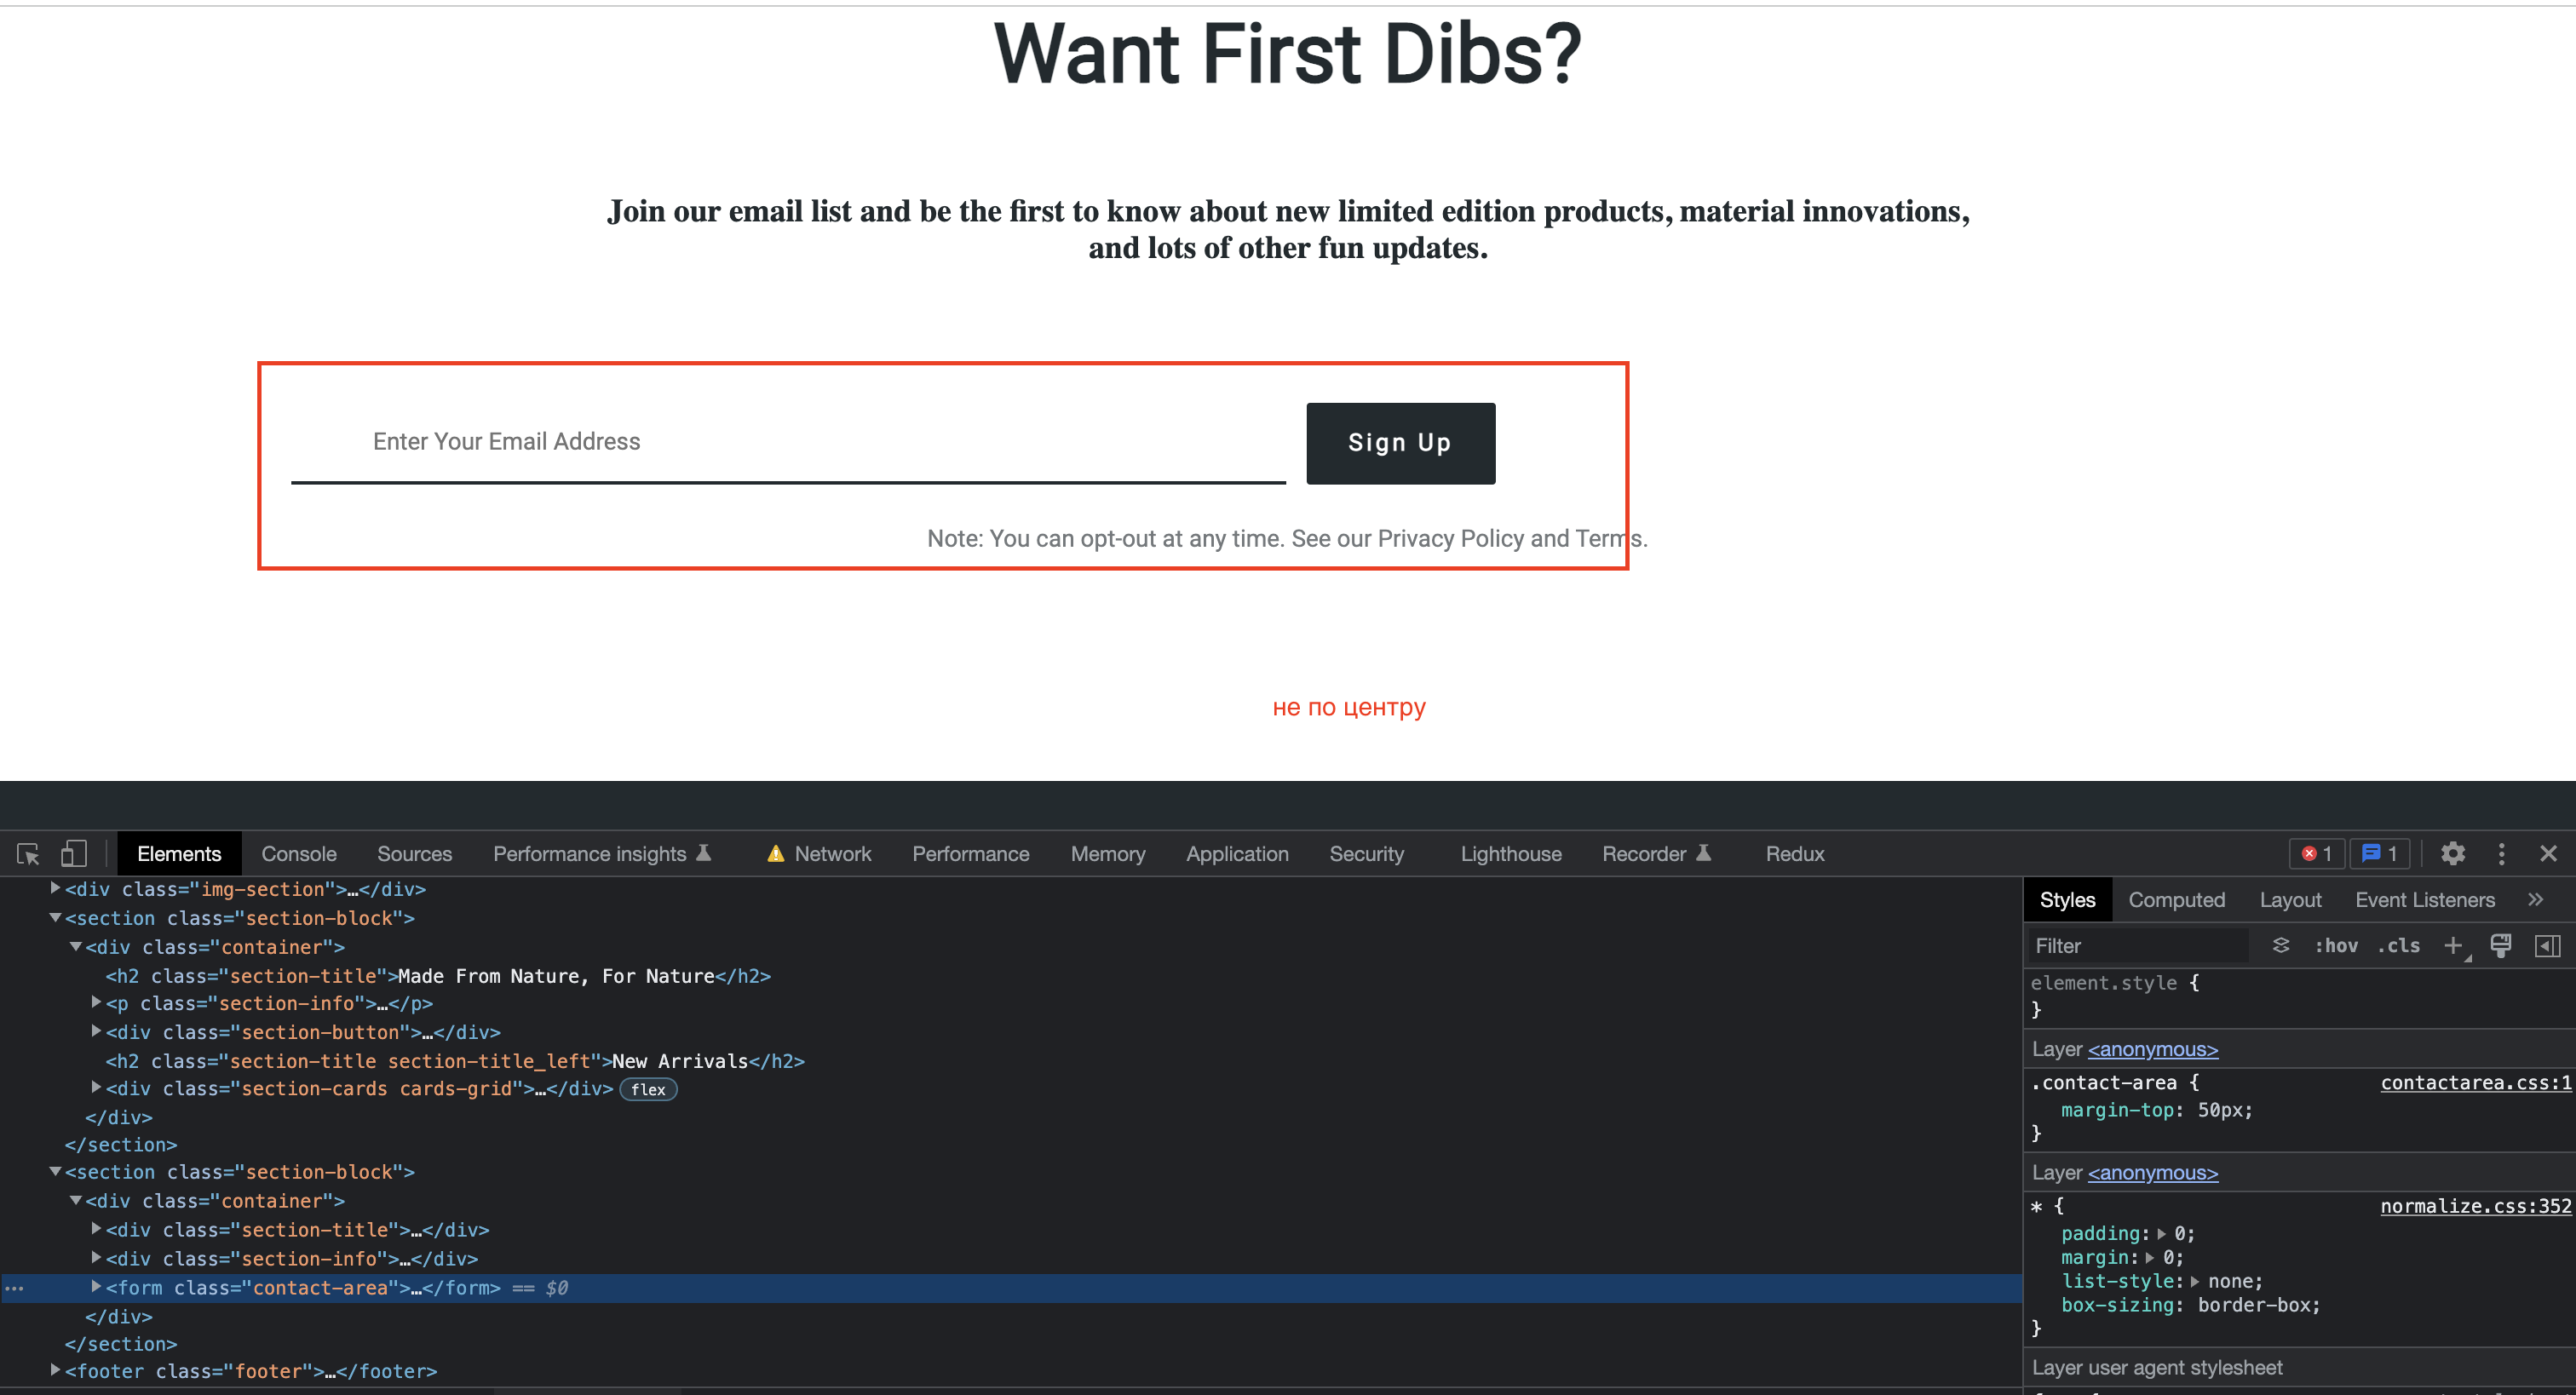 Want First Dibs?
Join our email list and be the first to know about new limited edition products, material innovations,
and lots of other fun updates.
Enter Your Email Address
Sign Up
Note: You can opt-out at any time. See our Privacy Policy and Terms.
не по центру
Elements Console Sources Performance insights Network Performance Memory Application Security Lighthouse Recorder Redux 1 1
<div class="img-section">…</div>
<section class="section-block">
<div class="container">
<h2 class="section-title">Made From Nature, For Nature</h2>
<p class="section-info">…</p>
<div class="section-button">…</div>
<h2 class="section-title section-title_left">New Arrivals</h2>
<div class="section-cards cards-grid">…</div> flex
</div>
</section>
<section class="section-block">
<div class="container">
<div class="section-title">…</div>
<div class="section-info">…</div>
<form class="contact-area">…</form> == $0
</div>
</section>
<footer class="footer">…</footer>
Styles Computed Layout Event Listeners »
Filter :hov .cls +
element.style {
}
Layer <anonymous>
.contact-area { contactarea.css:1
margin-top: 50px;
}
Layer <anonymous>
* { normalize.css:352
padding: 0;
margin: 0;
list-style: none;
box-sizing: border-box;
}
Layer user agent stylesheet